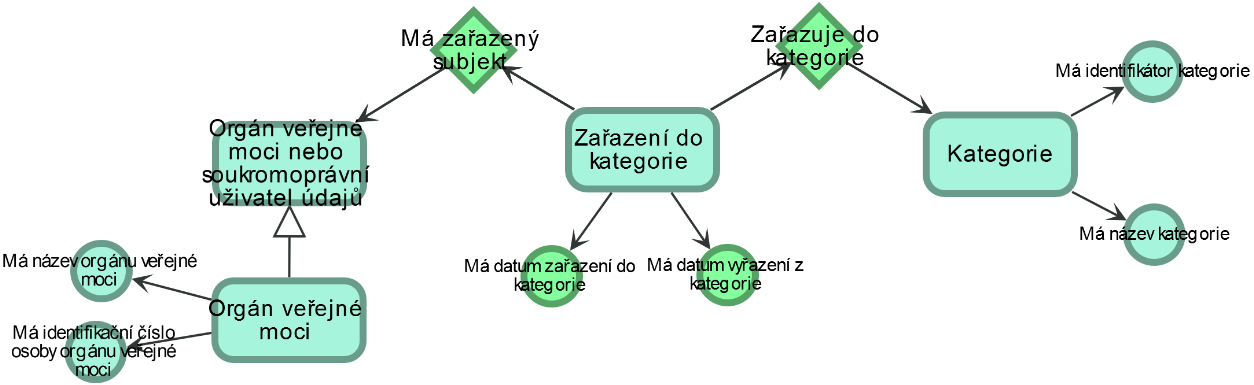 Má zařazený
subjekt
Zařazuje do
kategorie
Má identifikátor kategorie
Orgán veřejné
moci nebo
soukromoprávní
uživatel údajů
Zařazení do
kategorie
Kategorie
Má název kategorie
Má název orgánu veřejné
moci
Má datum zařazení do
kategorie
Má datum vyřazení z
kategorie
Orgán veřejné
moci
Má identifikační číslo
osoby orgánu veřejné
moci